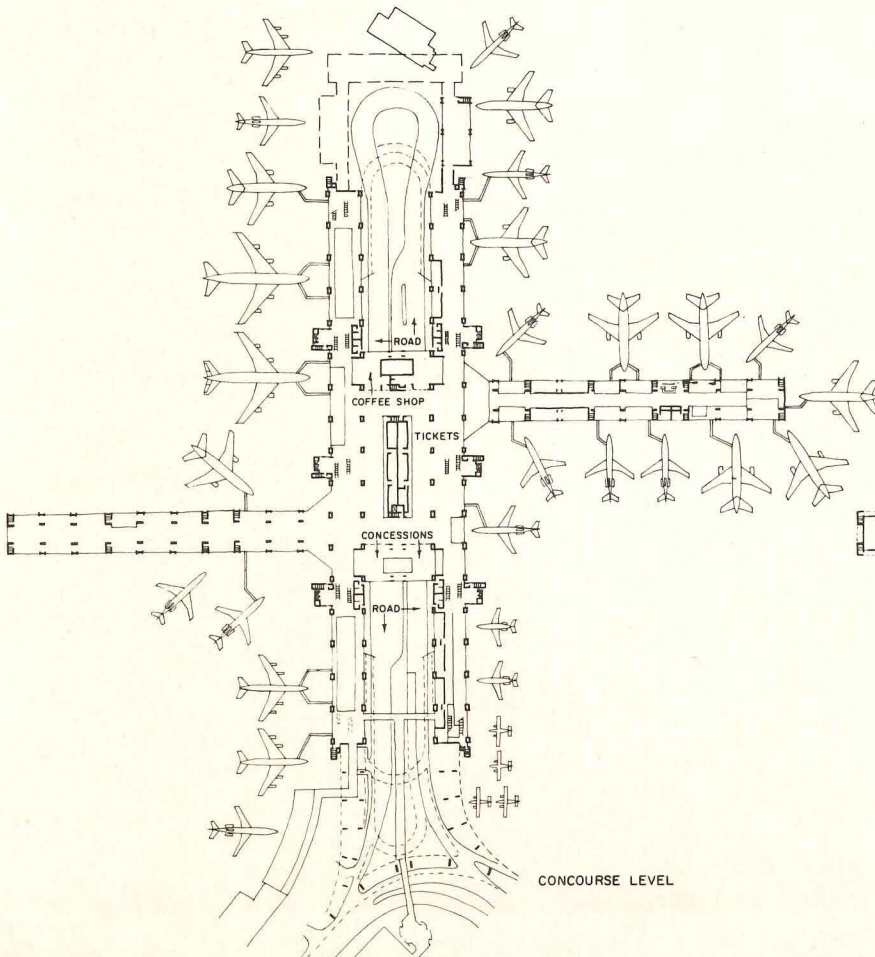 ROAD
COFFEE SHOP
TICKETS
CONCESSIONS
ROAD
CONCOURSE LEVEL